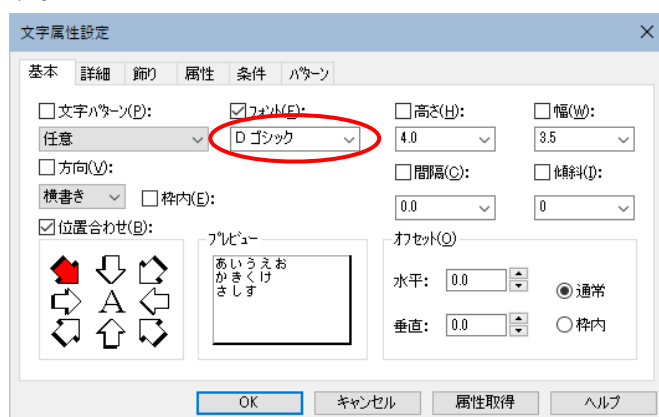 文字属性設定
基本 詳細 飾り 属性 条件 パターン
□文字パターン(P): ☑フォント(F): □高さ(H): □幅(W):
任意 D ゴシック 4.0 3.5
□方向(V): □間隔(C): □傾斜(I):
横書き □枠内(E): 0.0 0
☑位置合わせ(B): プレビュー オフセット(O)
あいうえお
かきくけ
さしす
A
水平: 0.0 通常
垂直: 0.0 枠内
OK キャンセル 属性取得 ヘルプ